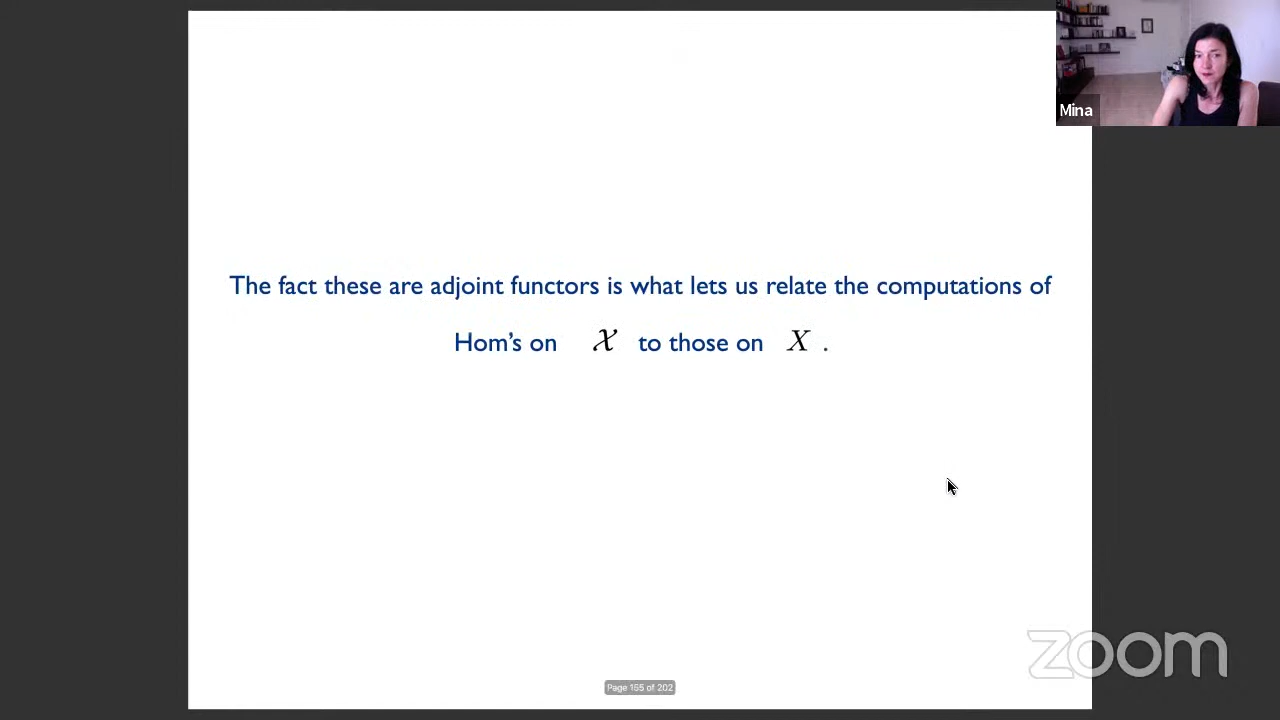 Mina
The fact these are adjoint functors is what lets us relate the computations of
Hom's on 𝒳 to those on X .
zoom
Page 155 of 202